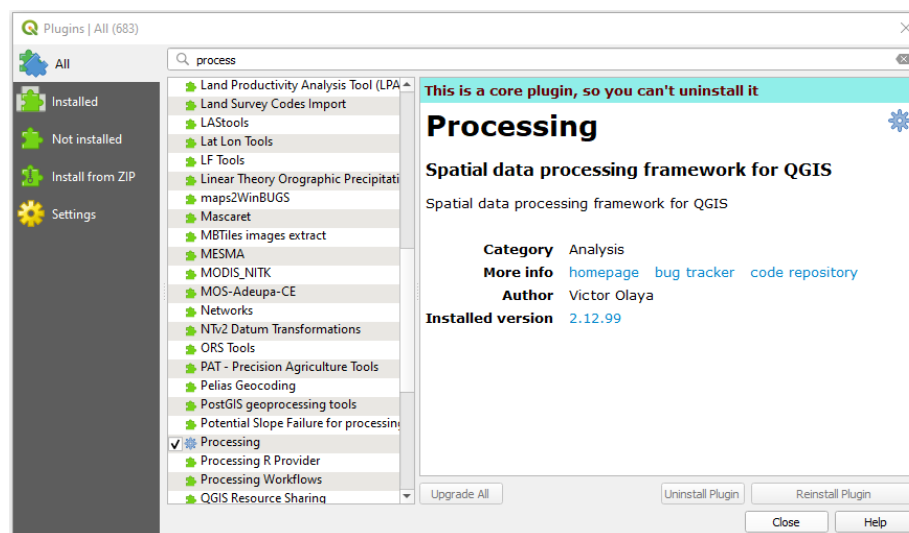 Plugins | All (683)
All
Installed
Not installed
Install from ZIP
Settings
process
Land Productivity Analysis Tool (LPA
Land Survey Codes Import
LAStools
Lat Lon Tools
LF Tools
Linear Theory Orographic Precipitati
maps2WinBUGS
Mascaret
MBTiles images extract
MESMA
MODIS_NITK
MOS-Adeupa-CE
Networks
NTv2 Datum Transformations
ORS Tools
PAT - Precision Agriculture Tools
Pelias Geocoding
PostGIS geoprocessing tools
Potential Slope Failure for processing
Processing
Processing R Provider
Processing Workflows
QGIS Resource Sharing
This is a core plugin, so you can't uninstall it
Processing
Spatial data processing framework for QGIS
Spatial data processing framework for QGIS
Category Analysis
More info homepage bug tracker code repository
Author Victor Olaya
Installed version 2.12.99
Upgrade All Uninstall Plugin Reinstall Plugin
Close Help